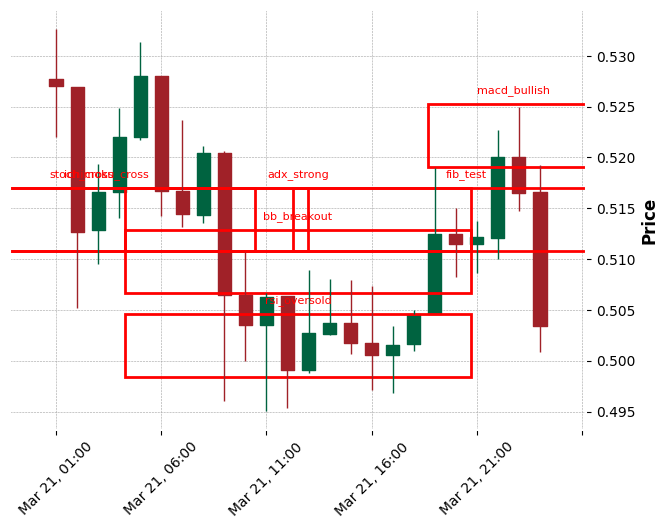 0.530
macd_bullish
0.525
0.520
adx_strong
fib_test
0.515
bb_breakout
0.510
rsi_oversold
0.505
0.500
0.495
Price
Mar 21, 01:00
Mar 21, 06:00
Mar 21, 11:00
Mar 21, 16:00
Mar 21, 21:00